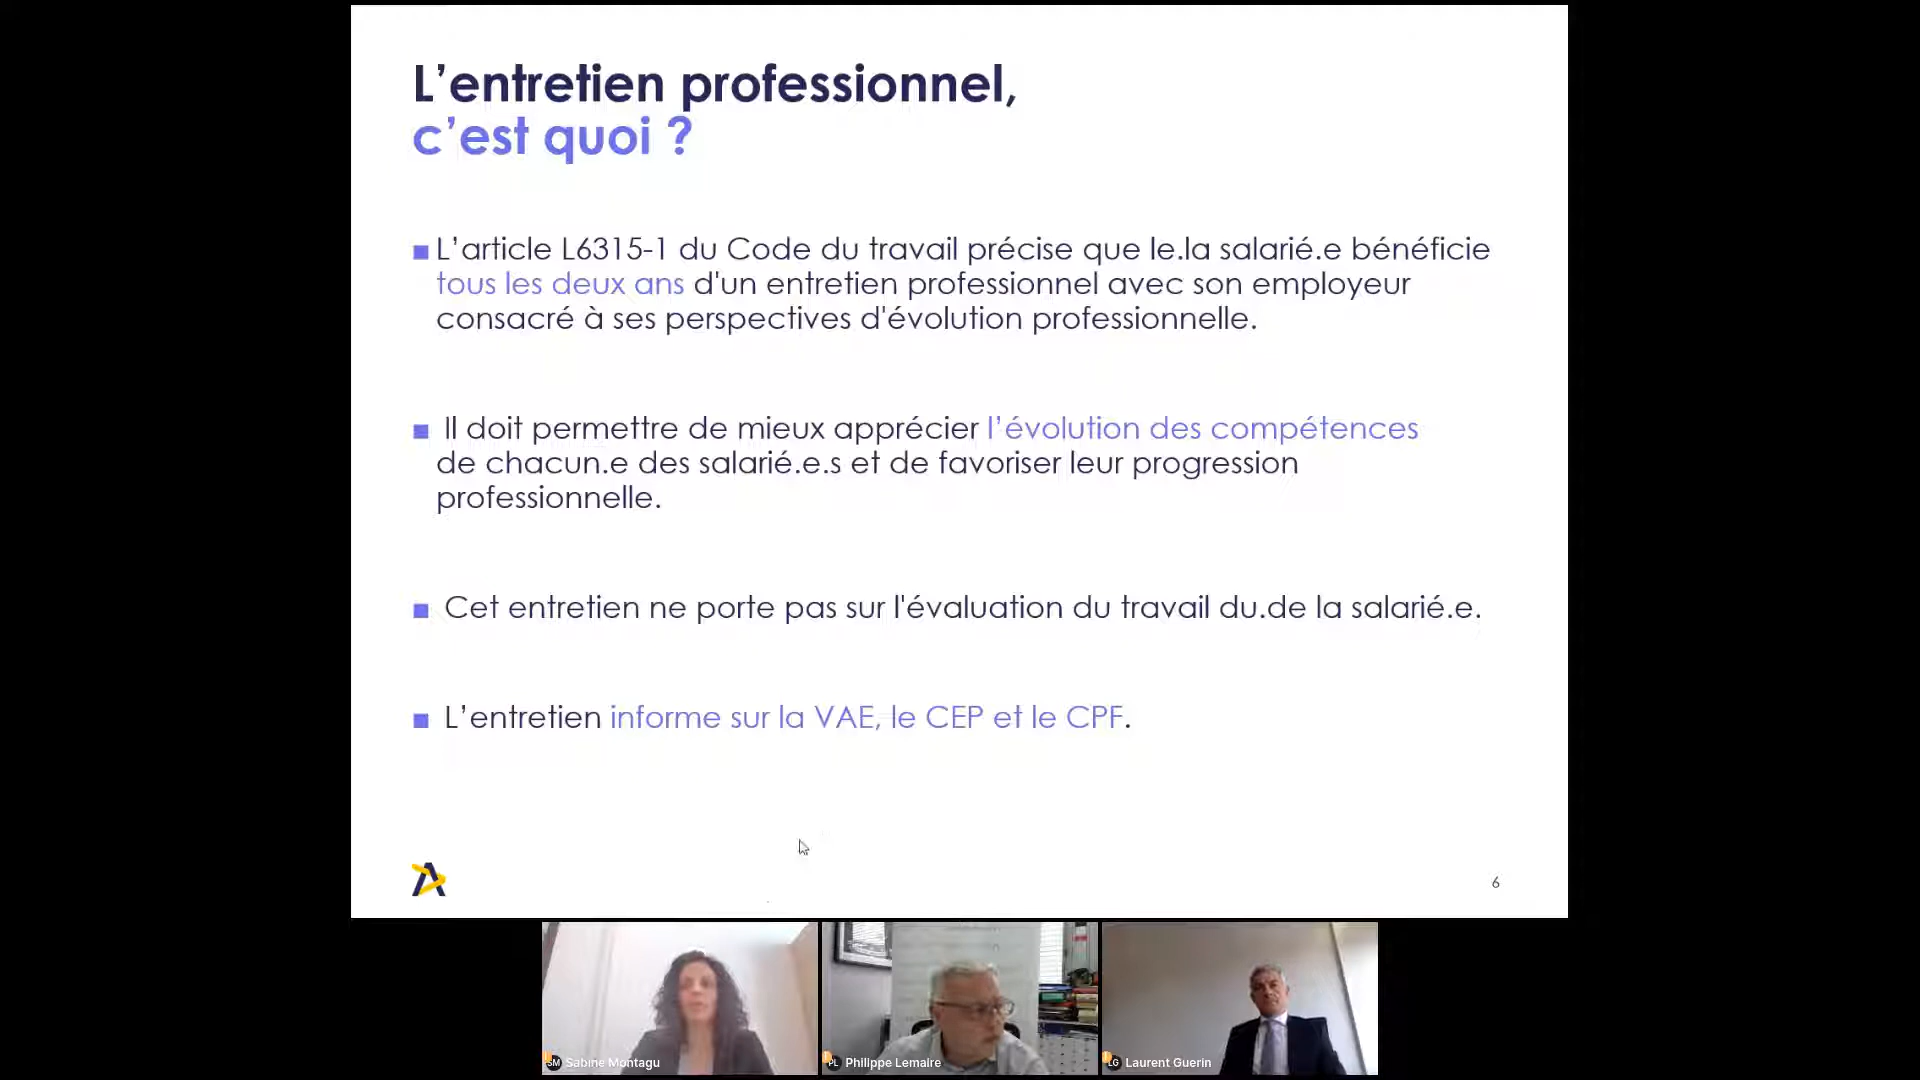 L’entretien professionnel,
c’est quoi ?
L’article L6315-1 du Code du travail précise que le.la salarié.e bénéficie
tous les deux ans d'un entretien professionnel avec son employeur
consacré à ses perspectives d'évolution professionnelle.
Il doit permettre de mieux apprécier l’évolution des compétences
de chacun.e des salarié.e.s et de favoriser leur progression
professionnelle.
Cet entretien ne porte pas sur l'évaluation du travail du.de la salarié.e.
L’entretien informe sur la VAE, le CEP et le CPF.
6
SM Sabine Montagu
PL Philippe Lemaire
LG Laurent Guerin